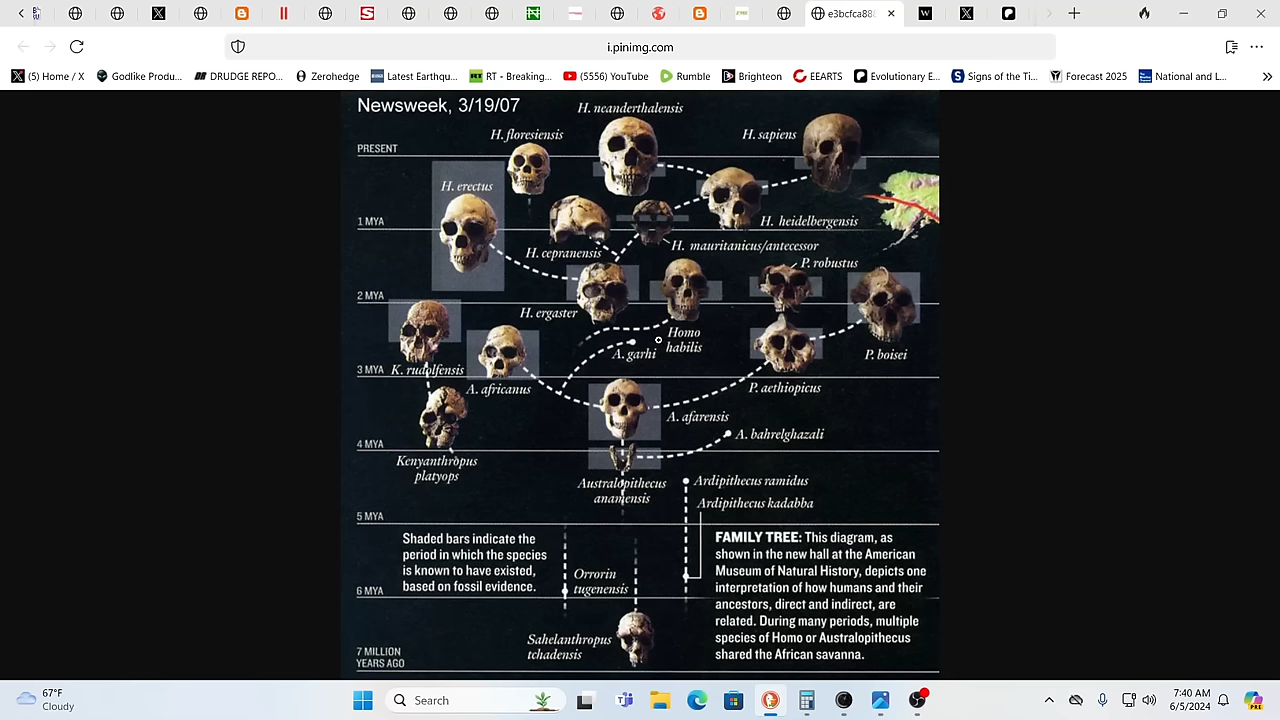 e3bcfca88
i.pinimg.com
(5) Home / X
Godlike Produ...
DRUDGE REPO...
Zerohedge
Latest Earthqu...
RT - Breaking...
(5556) YouTube
Rumble
Brighteon
EEARTS
Evolutionary E...
Signs of the Ti...
Forecast 2025
National and L...
Newsweek, 3/19/07
H. neanderthalensis
H. floresiensis
H. sapiens
PRESENT
H. erectus
1 MYA
H. heidelbergensis
H. mauritanicus/antecessor
H. cepranensis
P. robustus
2 MYA
H. ergaster
Homo
habilis
A. garhi
P. boisei
3 MYA
K. rudolfensis
A. africanus
P. aethiopicus
A. afarensis
A. bahrelghazali
4 MYA
Kenyanthropus
platyops
Australopithecus
anamensis
Ardipithecus ramidus
Ardipithecus kadabba
5 MYA
Shaded bars indicate the
period in which the species
is known to have existed,
based on fossil evidence.
Orrorin
tugenensis
6 MYA
FAMILY TREE: This diagram, as
shown in the new hall at the American
Museum of Natural History, depicts one
interpretation of how humans and their
ancestors, direct and indirect, are
related. During many periods, multiple
species of Homo or Australopithecus
shared the African savanna.
Sahelanthropus
tchadensis
7 MILLION
YEARS AGO
67°F
Cloudy
Search
7:40 AM
6/5/2024